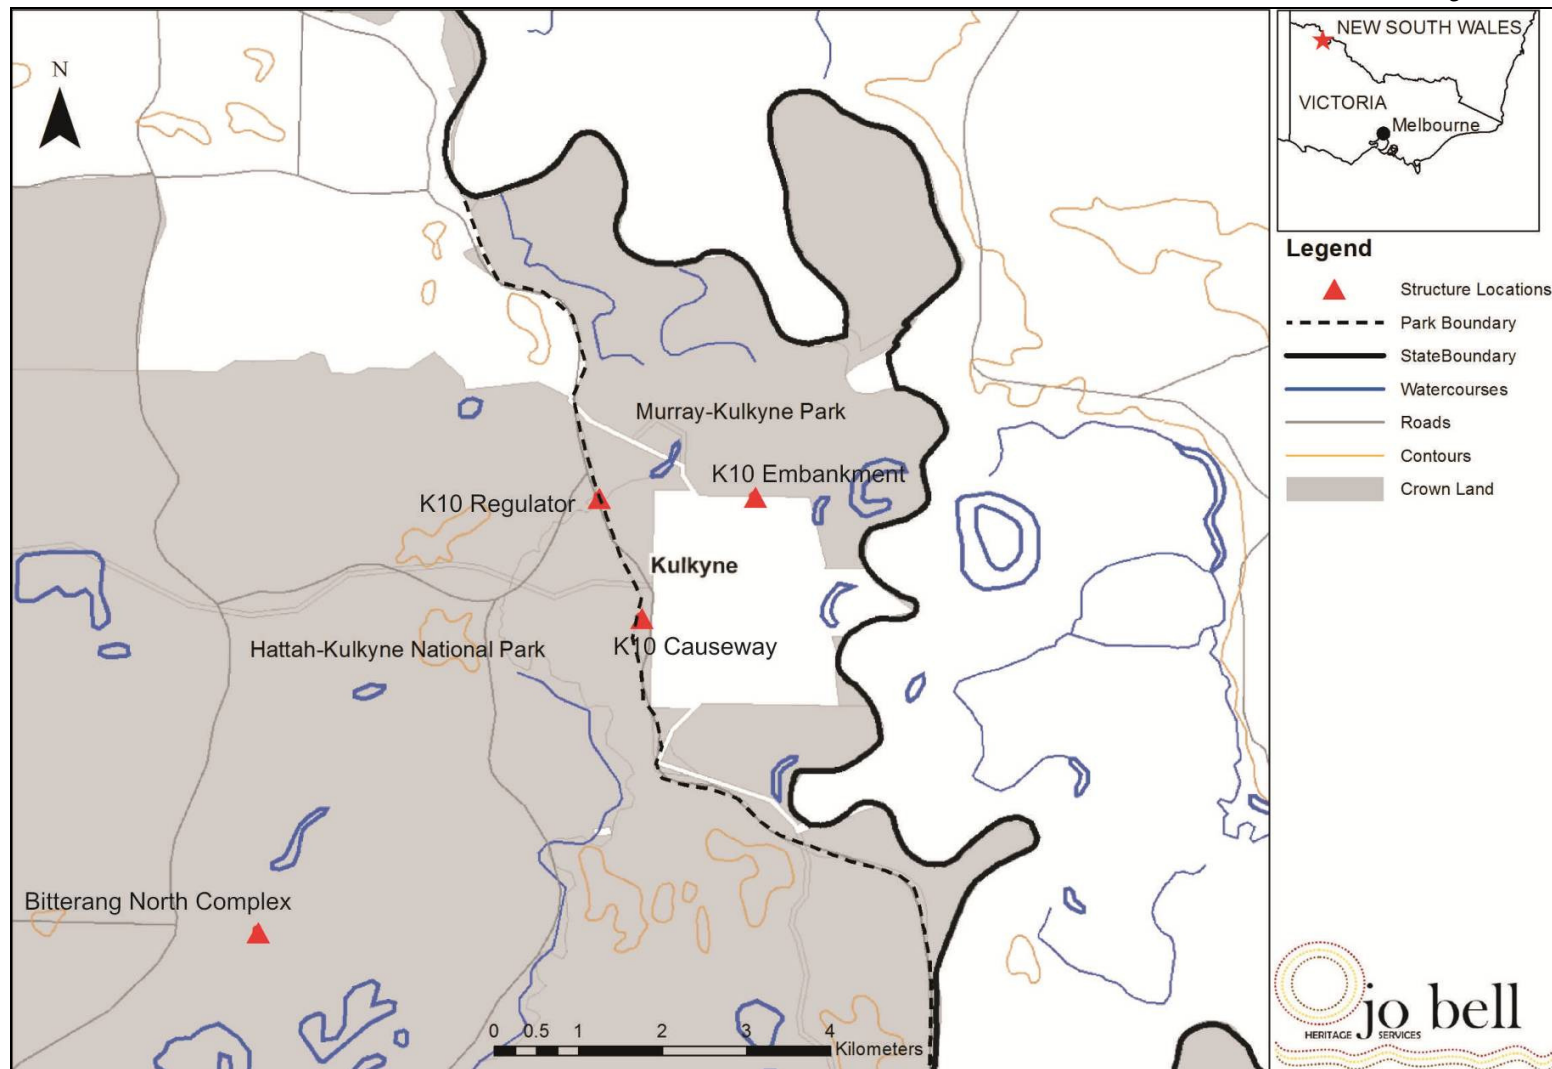 N
NEW SOUTH WALES
VICTORIA
Melbourne
Legend
Structure Locations
Park Boundary
StateBoundary
Watercourses
Roads
Contours
Crown Land
Murray-Kulkyne Park
K10 Embankment
K10 Regulator
Kulkyne
Hattah-Kulkyne National Park
K10 Causeway
Bitterang North Complex
0 0.5 1 2 3 4
Kilometers
jo bell
HERITAGE SERVICES